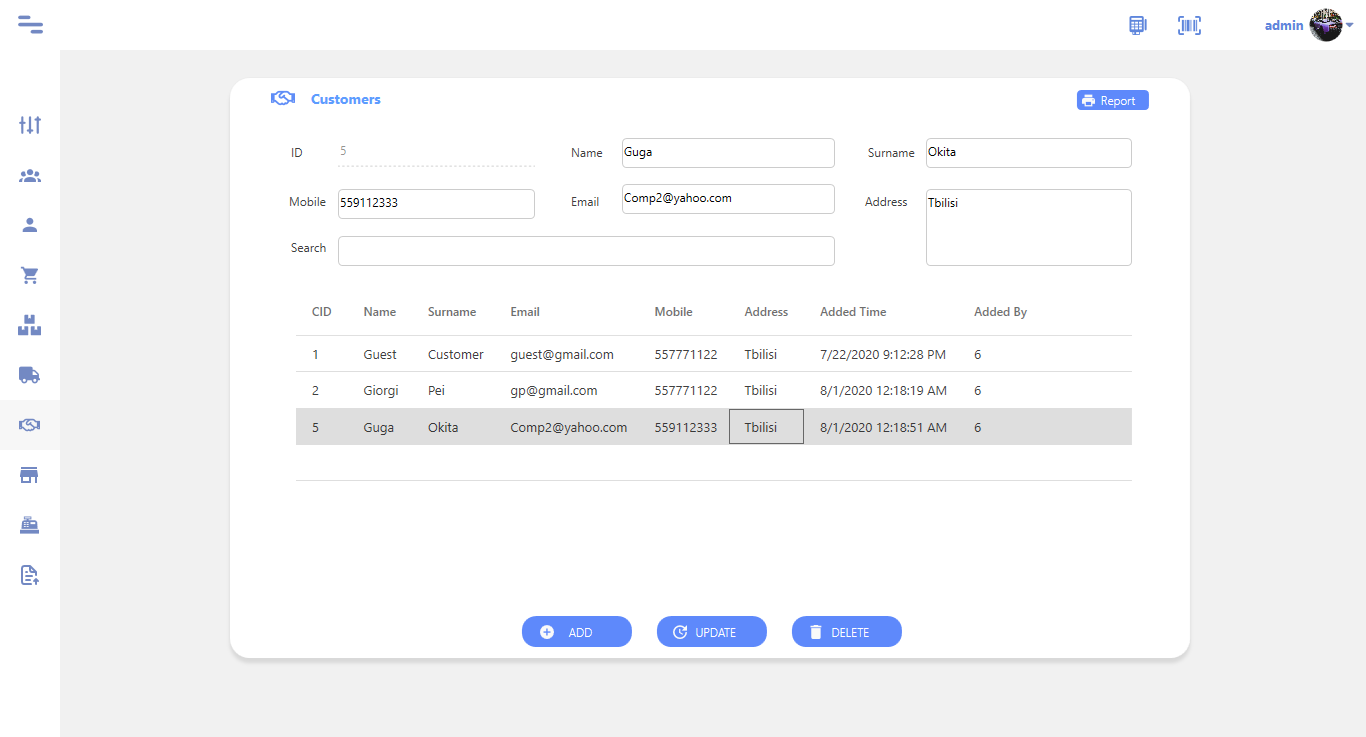 admin
Customers
Report
ID 5 Name Guga Surname Okita
Mobile 559112333 Email Comp2@yahoo.com Address Tbilisi
Search
CID Name Surname Email Mobile Address Added Time Added By
1 Guest Customer guest@gmail.com 557771122 Tbilisi 7/22/2020 9:12:28 PM 6
2 Giorgi Pei gp@gmail.com 557771122 Tbilisi 8/1/2020 12:18:19 AM 6
5 Guga Okita Comp2@yahoo.com 559112333 Tbilisi 8/1/2020 12:18:51 AM 6
ADD UPDATE DELETE